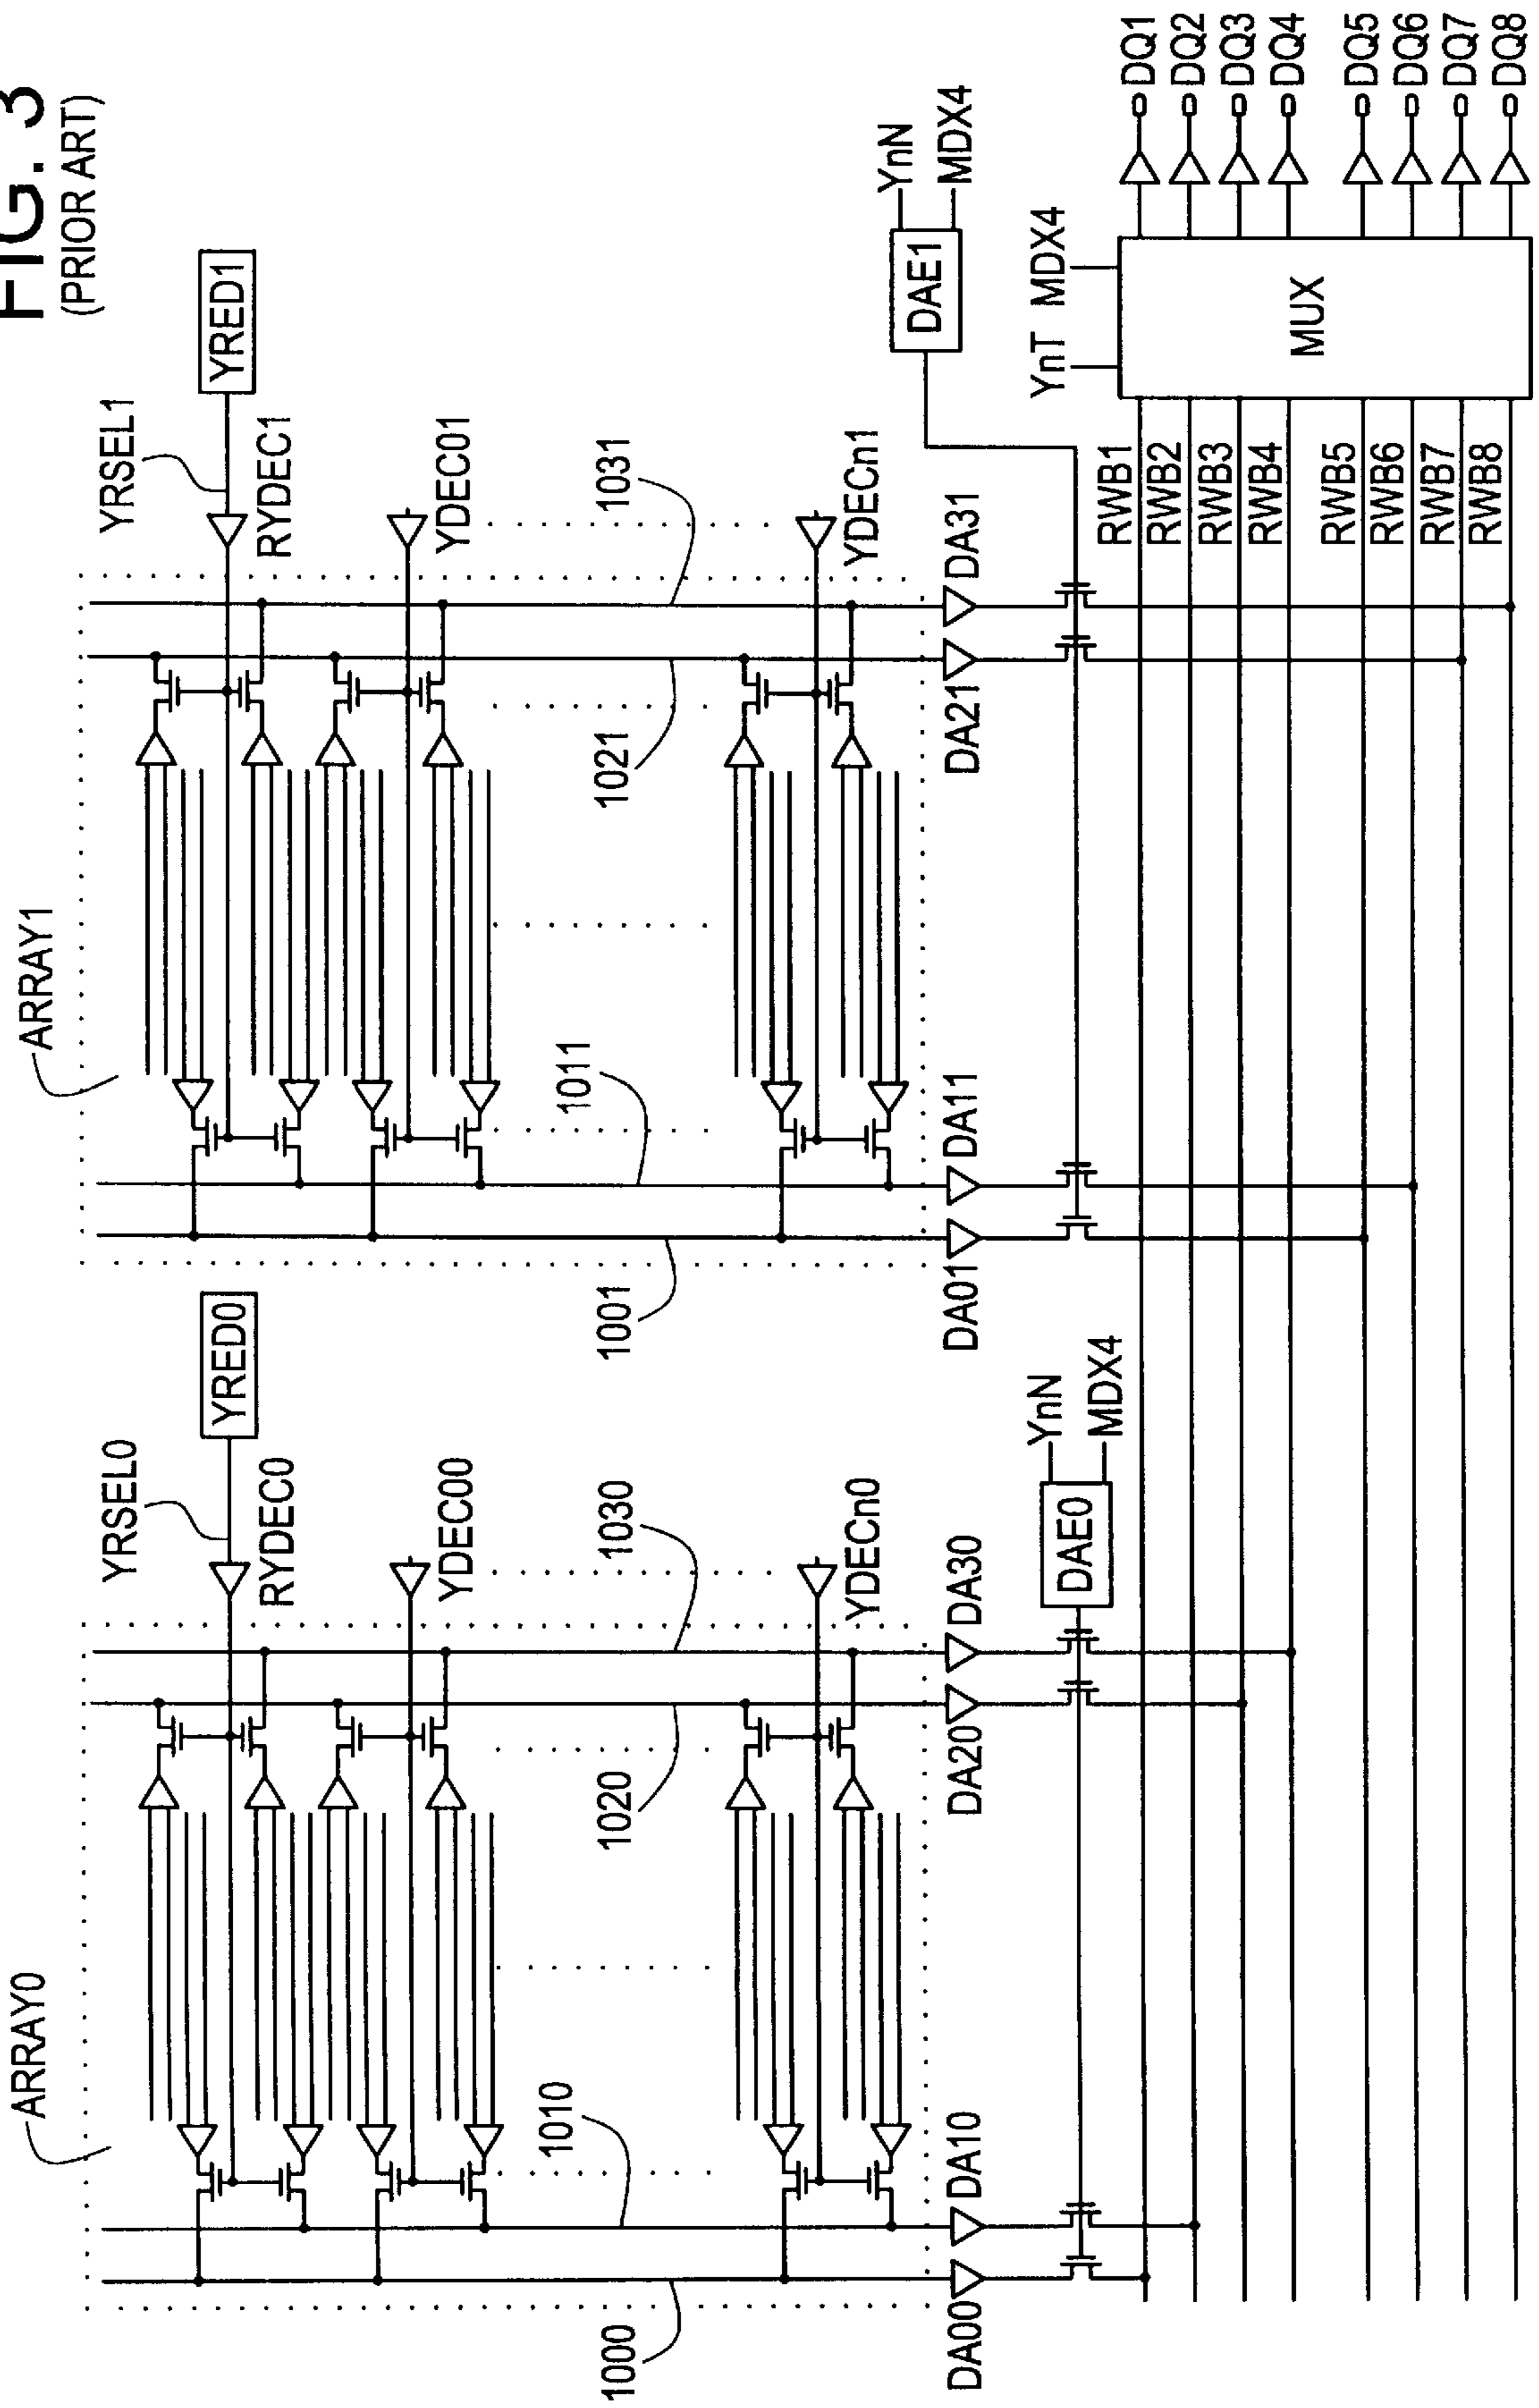 FIG. 3
(PRIOR ART)
ARRAY0
YRSEL0
YRED0
RYDEC0
YDEC00
YDECn0
1000
1010
1020
1030
DA00
DA10
DA20
DA30
DAE0
YnN
MDX4
ARRAY1
YRSEL1
YRED1
RYDEC1
YDEC01
YDECn1
1001
1011
1021
1031
DA01
DA11
DA21
DA31
DAE1
YnN
MDX4
YnT
MDX4
MUX
RWB1
RWB2
RWB3
RWB4
RWB5
RWB6
RWB7
RWB8
DQ1
DQ2
DQ3
DQ4
DQ5
DQ6
DQ7
DQ8